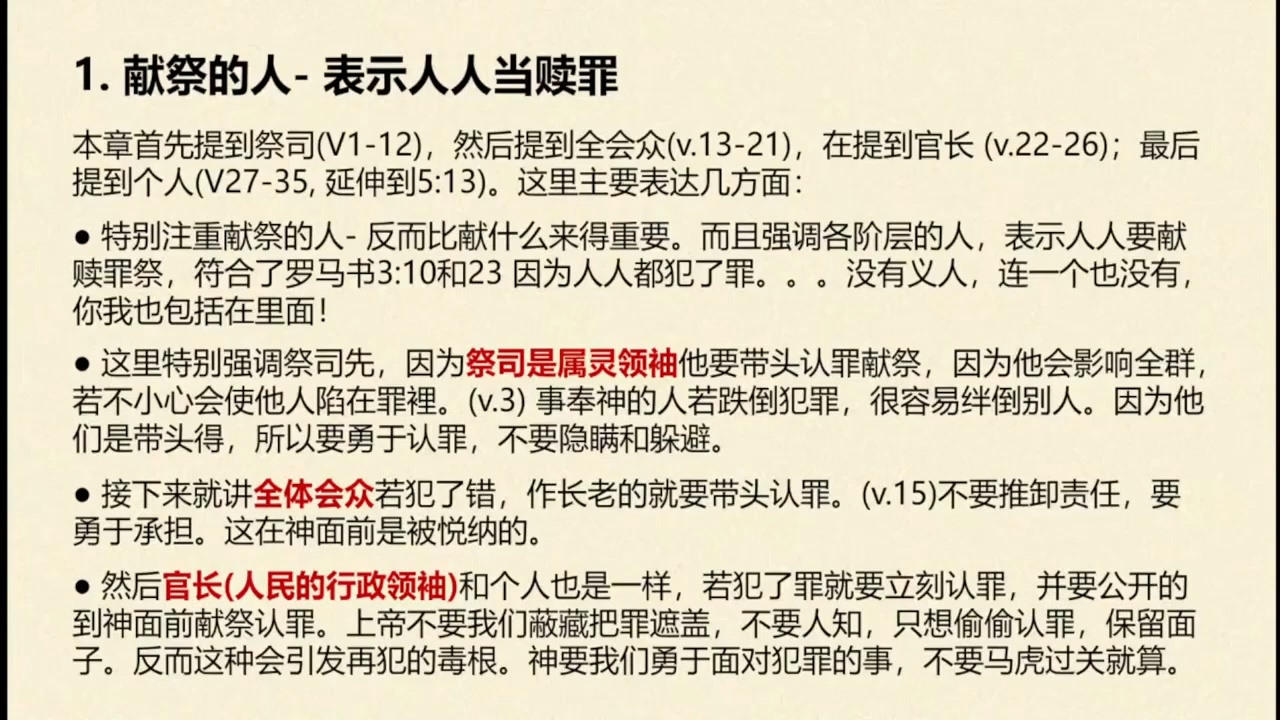 1. 献祭的人- 表示人人当赎罪
本章首先提到祭司(V1-12)，然后提到全会众(v.13-21)，在提到官长 (v.22-26)；最后
提到个人(V27-35, 延伸到5:13)。这里主要表达几方面：
● 特别注重献祭的人- 反而比献什么来得重要。而且强调各阶层的人，表示人人要献
赎罪祭，符合了罗马书3:10和23 因为人人都犯了罪。。。没有义人，连一个也没有，
你我也包括在里面！
● 这里特别强调祭司先，因为祭司是属灵领袖他要带头认罪献祭，因为他会影响全群，
若不小心会使他人陷在罪裡。(v.3) 事奉神的人若跌倒犯罪，很容易绊倒别人。因为他
们是带头得，所以要勇于认罪，不要隐瞒和躲避。
● 接下来就讲全体会众若犯了错，作长老的就要带头认罪。(v.15)不要推卸责任，要
勇于承担。这在神面前是被悦纳的。
● 然后官长(人民的行政领袖)和个人也是一样，若犯了罪就要立刻认罪，并要公开的
到神面前献祭认罪。上帝不要我们蔽藏把罪遮盖，不要人知，只想偷偷认罪，保留面
子。反而这种会引发再犯的毒根。神要我们勇于面对犯罪的事，不要马虎过关就算。